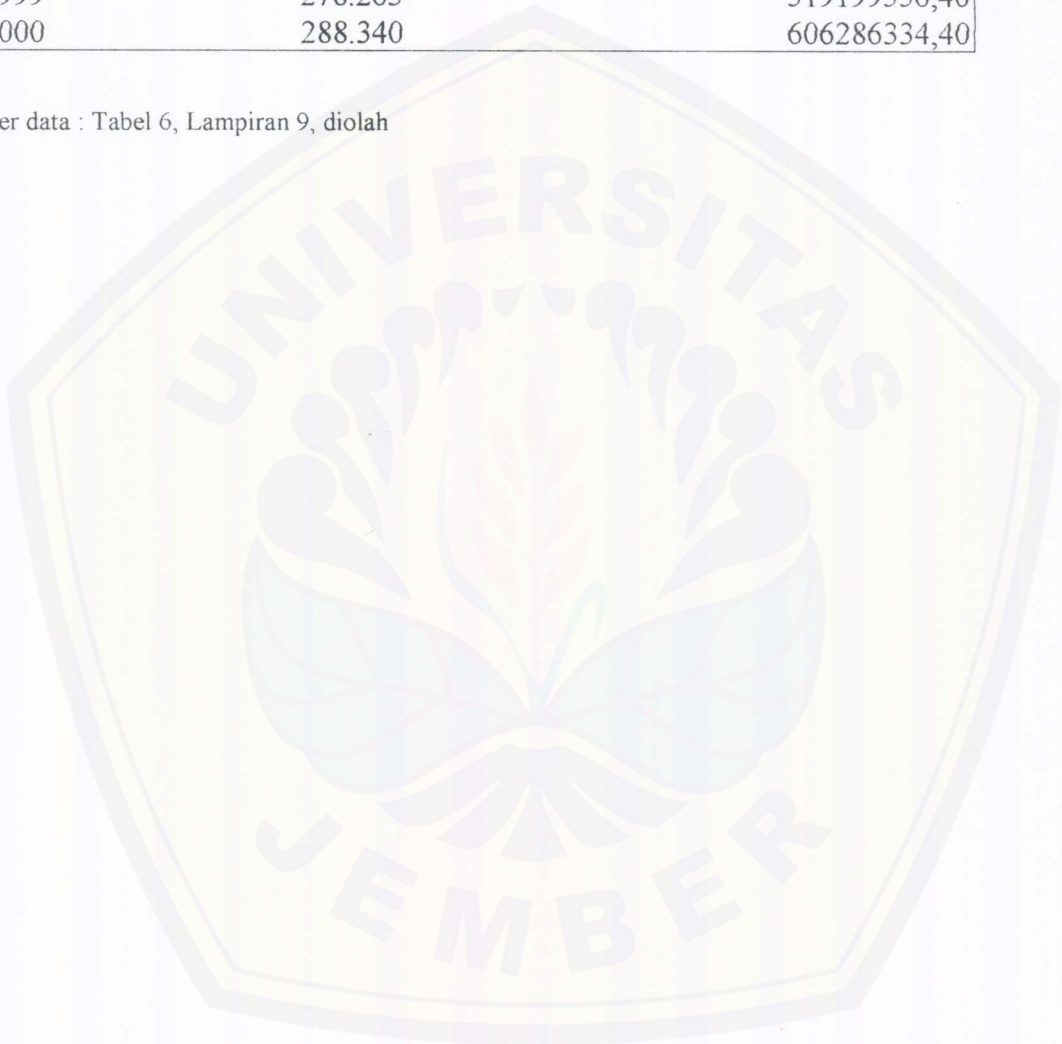 000 288.340 606286334,40
er data : Tabel 6, Lampiran 9, diolah
UNIVERSITAS
JEMBER